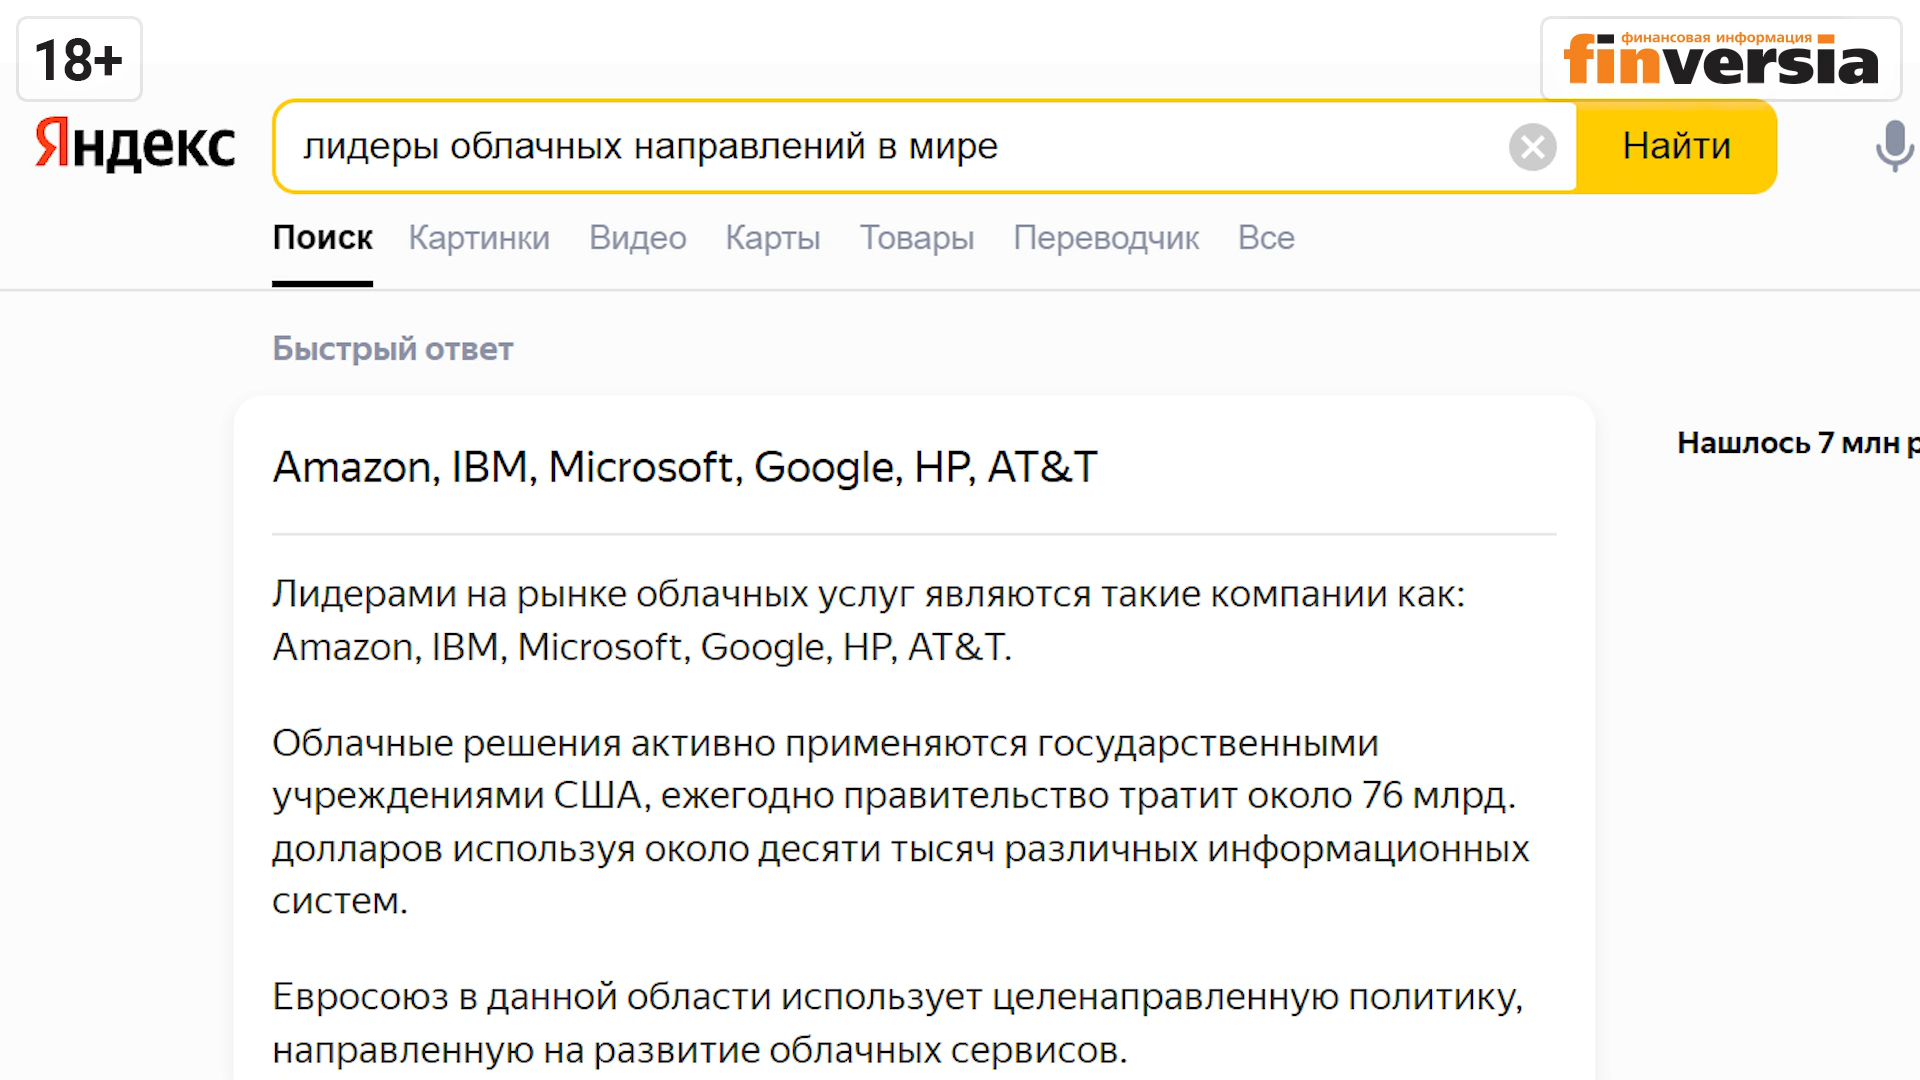 18+
финансовая информация
finversia
Яндекс
лидеры облачных направлений в мире
Найти
Поиск Картинки Видео Карты Товары Переводчик Все
Быстрый ответ
Amazon, IBM, Microsoft, Google, HP, AT&T
Нашлось 7 млн р
Лидерами на рынке облачных услуг являются такие компании как:
Amazon, IBM, Microsoft, Google, HP, AT&T.
Облачные решения активно применяются государственными
учреждениями США, ежегодно правительство тратит около 76 млрд.
долларов используя около десяти тысяч различных информационных
систем.
Евросоюз в данной области использует целенаправленную политику,
направленную на развитие облачных сервисов.